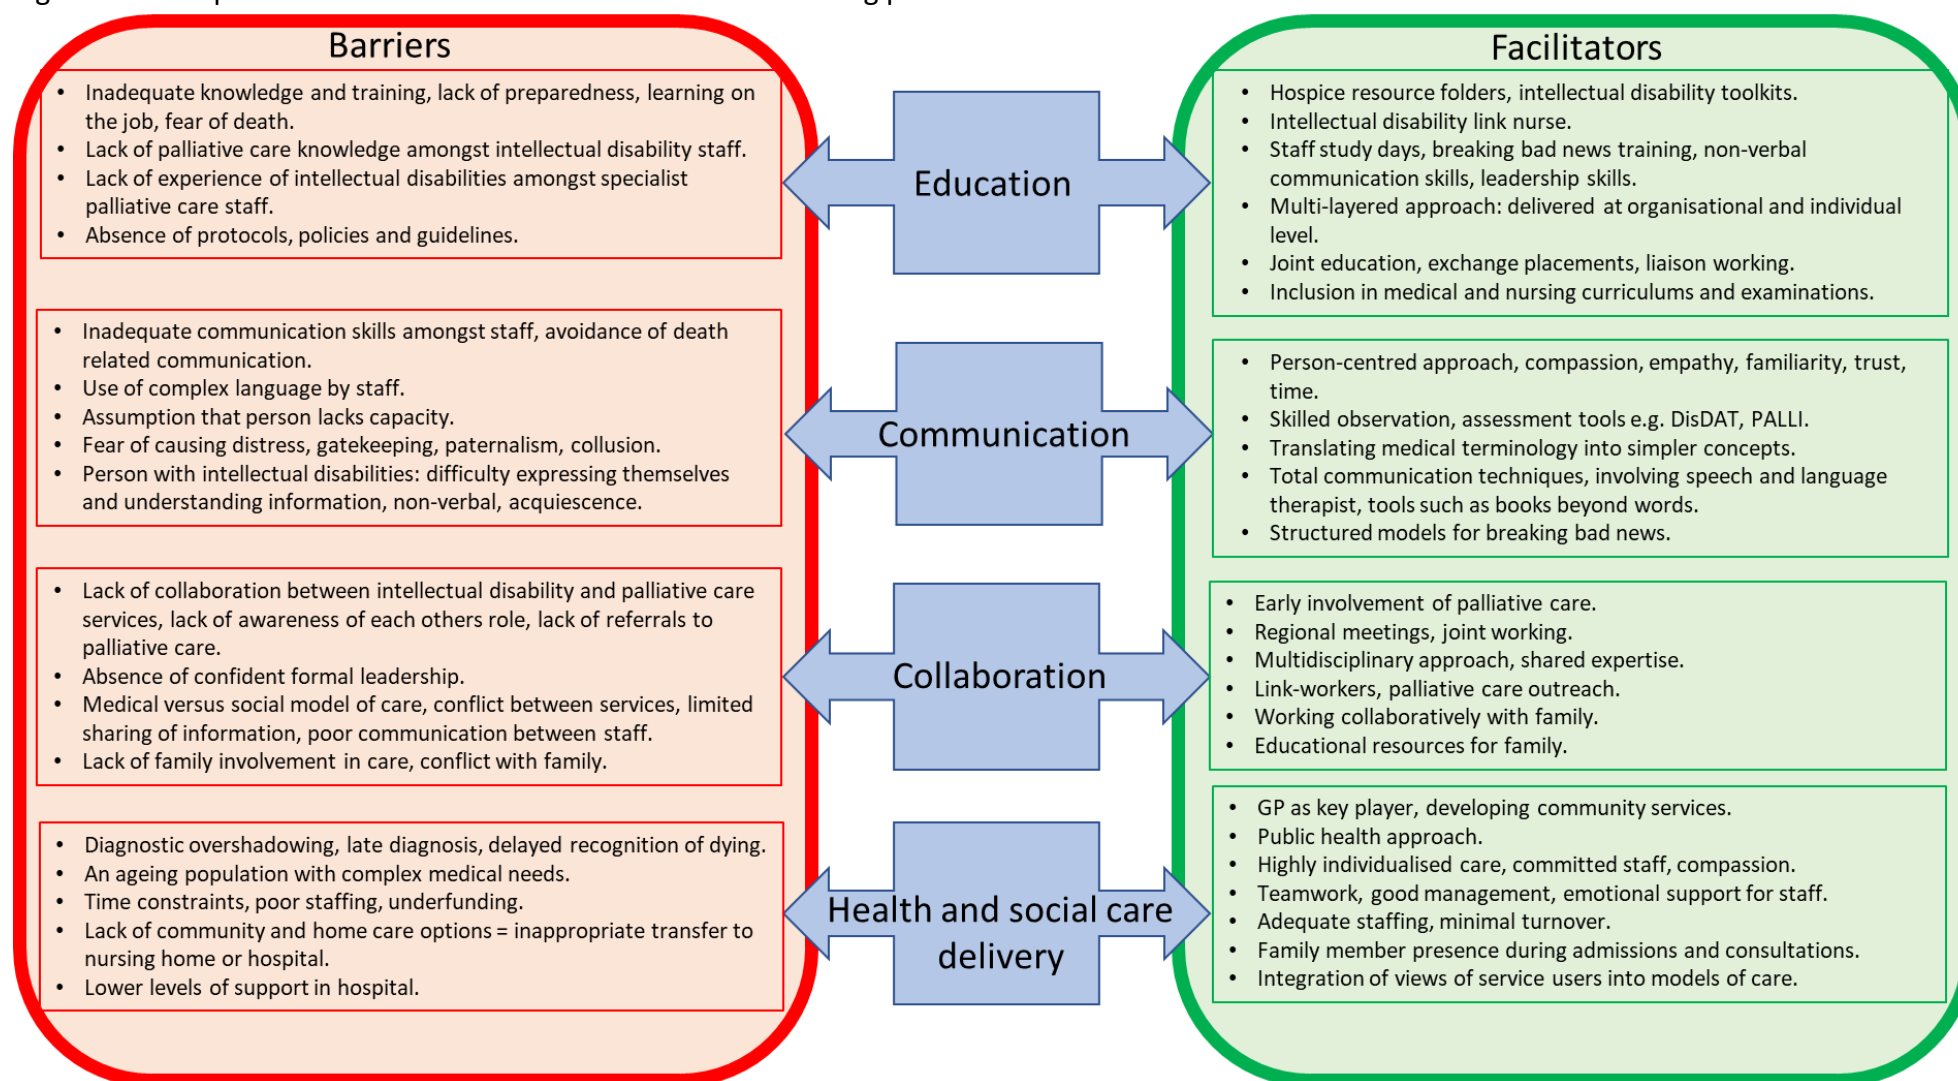 Barriers
• Inadequate knowledge and training, lack of preparedness, learning on
the job, fear of death.
• Lack of palliative care knowledge amongst intellectual disability staff.
• Lack of experience of intellectual disabilities amongst specialist
palliative care staff.
• Absence of protocols, policies and guidelines.
• Inadequate communication skills amongst staff, avoidance of death
related communication.
• Use of complex language by staff.
• Assumption that person lacks capacity.
• Fear of causing distress, gatekeeping, paternalism, collusion.
• Person with intellectual disabilities: difficulty expressing themselves
and understanding information, non-verbal, acquiescence.
• Lack of collaboration between intellectual disability and palliative care
services, lack of awareness of each others role, lack of referrals to
palliative care.
• Absence of confident formal leadership.
• Medical versus social model of care, conflict between services, limited
sharing of information, poor communication between staff.
• Lack of family involvement in care, conflict with family.
• Diagnostic overshadowing, late diagnosis, delayed recognition of dying.
• An ageing population with complex medical needs.
• Time constraints, poor staffing, underfunding.
• Lack of community and home care options = inappropriate transfer to
nursing home or hospital.
• Lower levels of support in hospital.
Education
Communication
Collaboration
Health and social care
delivery
Facilitators
• Hospice resource folders, intellectual disability toolkits.
• Intellectual disability link nurse.
• Staff study days, breaking bad news training, non-verbal
communication skills, leadership skills.
• Multi-layered approach: delivered at organisational and individual
level.
• Joint education, exchange placements, liaison working.
• Inclusion in medical and nursing curriculums and examinations.
• Person-centred approach, compassion, empathy, familiarity, trust,
time.
• Skilled observation, assessment tools e.g. DisDAT, PALLI.
• Translating medical terminology into simpler concepts.
• Total communication techniques, involving speech and language
therapist, tools such as books beyond words.
• Structured models for breaking bad news.
• Early involvement of palliative care.
• Regional meetings, joint working.
• Multidisciplinary approach, shared expertise.
• Link-workers, palliative care outreach.
• Working collaboratively with family.
• Educational resources for family.
• GP as key player, developing community services.
• Public health approach.
• Highly individualised care, committed staff, compassion.
• Teamwork, good management, emotional support for staff.
• Adequate staffing, minimal turnover.
• Family member presence during admissions and consultations.
• Integration of views of service users into models of care.